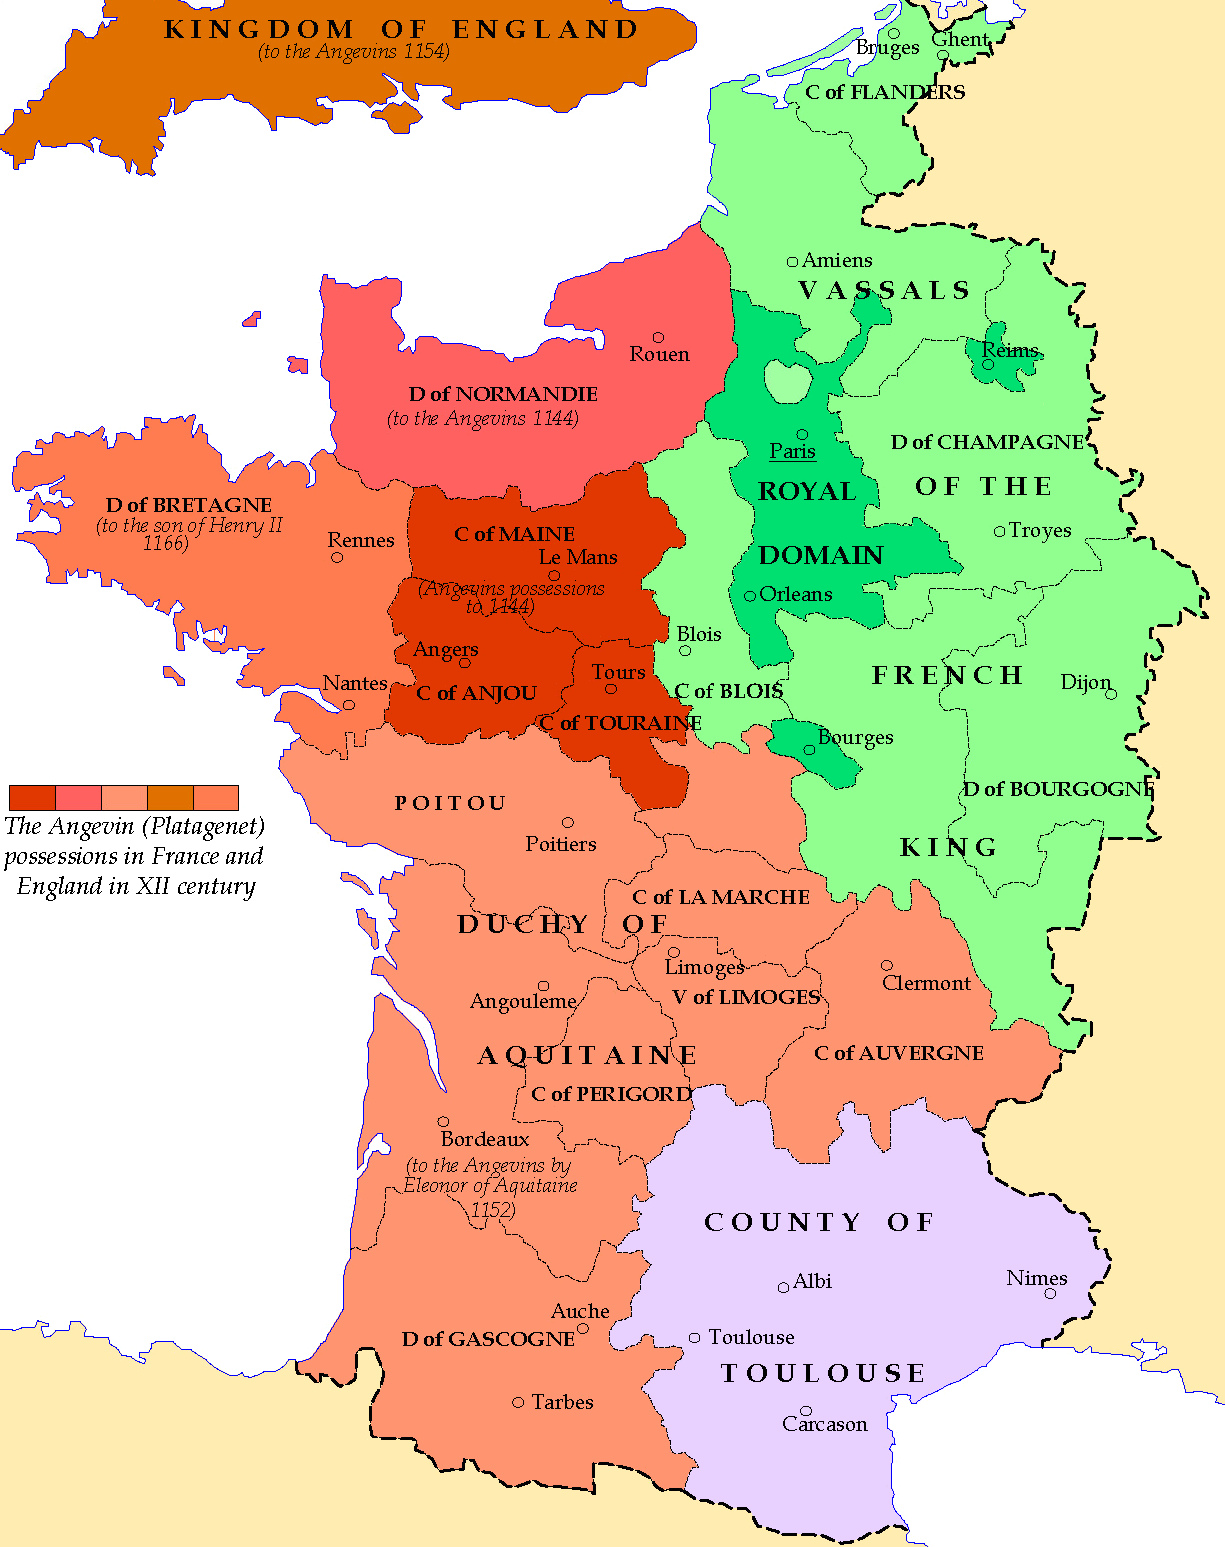 KINGDOM OF ENGLAND
(to the Angevins 1154)
Bruges
Ghent
C of FLANDERS
Amiens
VASSALS
Rouen
Reims
D of NORMANDIE
(to the Angevins 1144)
Paris
D of CHAMPAGNE
ROYAL
OF THE
D of BRETAGNE
(to the son of Henry II
1166)
Rennes
C of MAINE
Le Mans
(Angevins possessions
to 1144)
Troyes
DOMAIN
Orleans
Blois
Angers
Tours
FRENCH
Nantes
C of ANJOU
C of BLOIS
Dijon
C of TOURAINE
Bourges
D of BOURGOGNE
POITOU
The Angevin (Platagenet)
possessions in France and
England in XII century
Poitiers
KING
C of LA MARCHE
DUCHY OF
Limoges
Clermont
Angouleme
V of LIMOGES
AQUITAINE
C of AUVERGNE
C of PERIGORD
Bordeaux
(to the Angevins by
Eleonor of Aquitaine
1152)
COUNTY OF
Albi
Nimes
Auche
D of GASCOGNE
Toulouse
TOULOUSE
Tarbes
Carcason